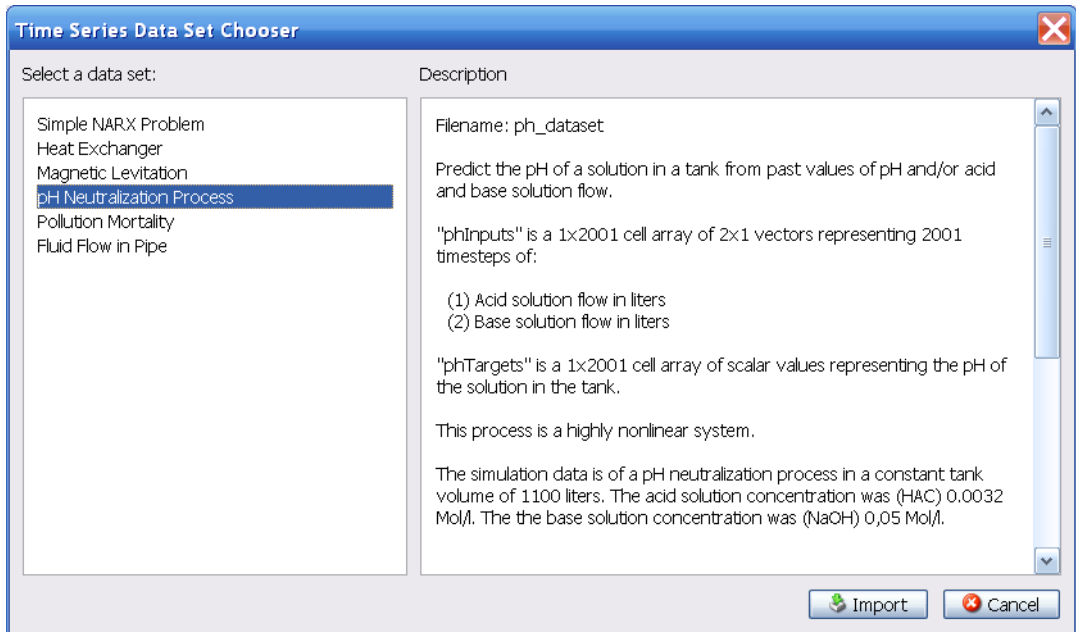 Time Series Data Set Chooser
Select a data set:
Description
Simple NARX Problem
Heat Exchanger
Magnetic Levitation
pH Neutralization Process
Pollution Mortality
Fluid Flow in Pipe
Filename: ph_dataset
Predict the pH of a solution in a tank from past values of pH and/or acid
and base solution flow.
"phInputs" is a 1x2001 cell array of 2x1 vectors representing 2001
timesteps of:
(1) Acid solution flow in liters
(2) Base solution flow in liters
"phTargets" is a 1x2001 cell array of scalar values representing the pH of
the solution in the tank.
This process is a highly nonlinear system.
The simulation data is of a pH neutralization process in a constant tank
volume of 1100 liters. The acid solution concentration was (HAC) 0.0032
Mol/l. The the base solution concentration was (NaOH) 0,05 Mol/l.
Import
Cancel